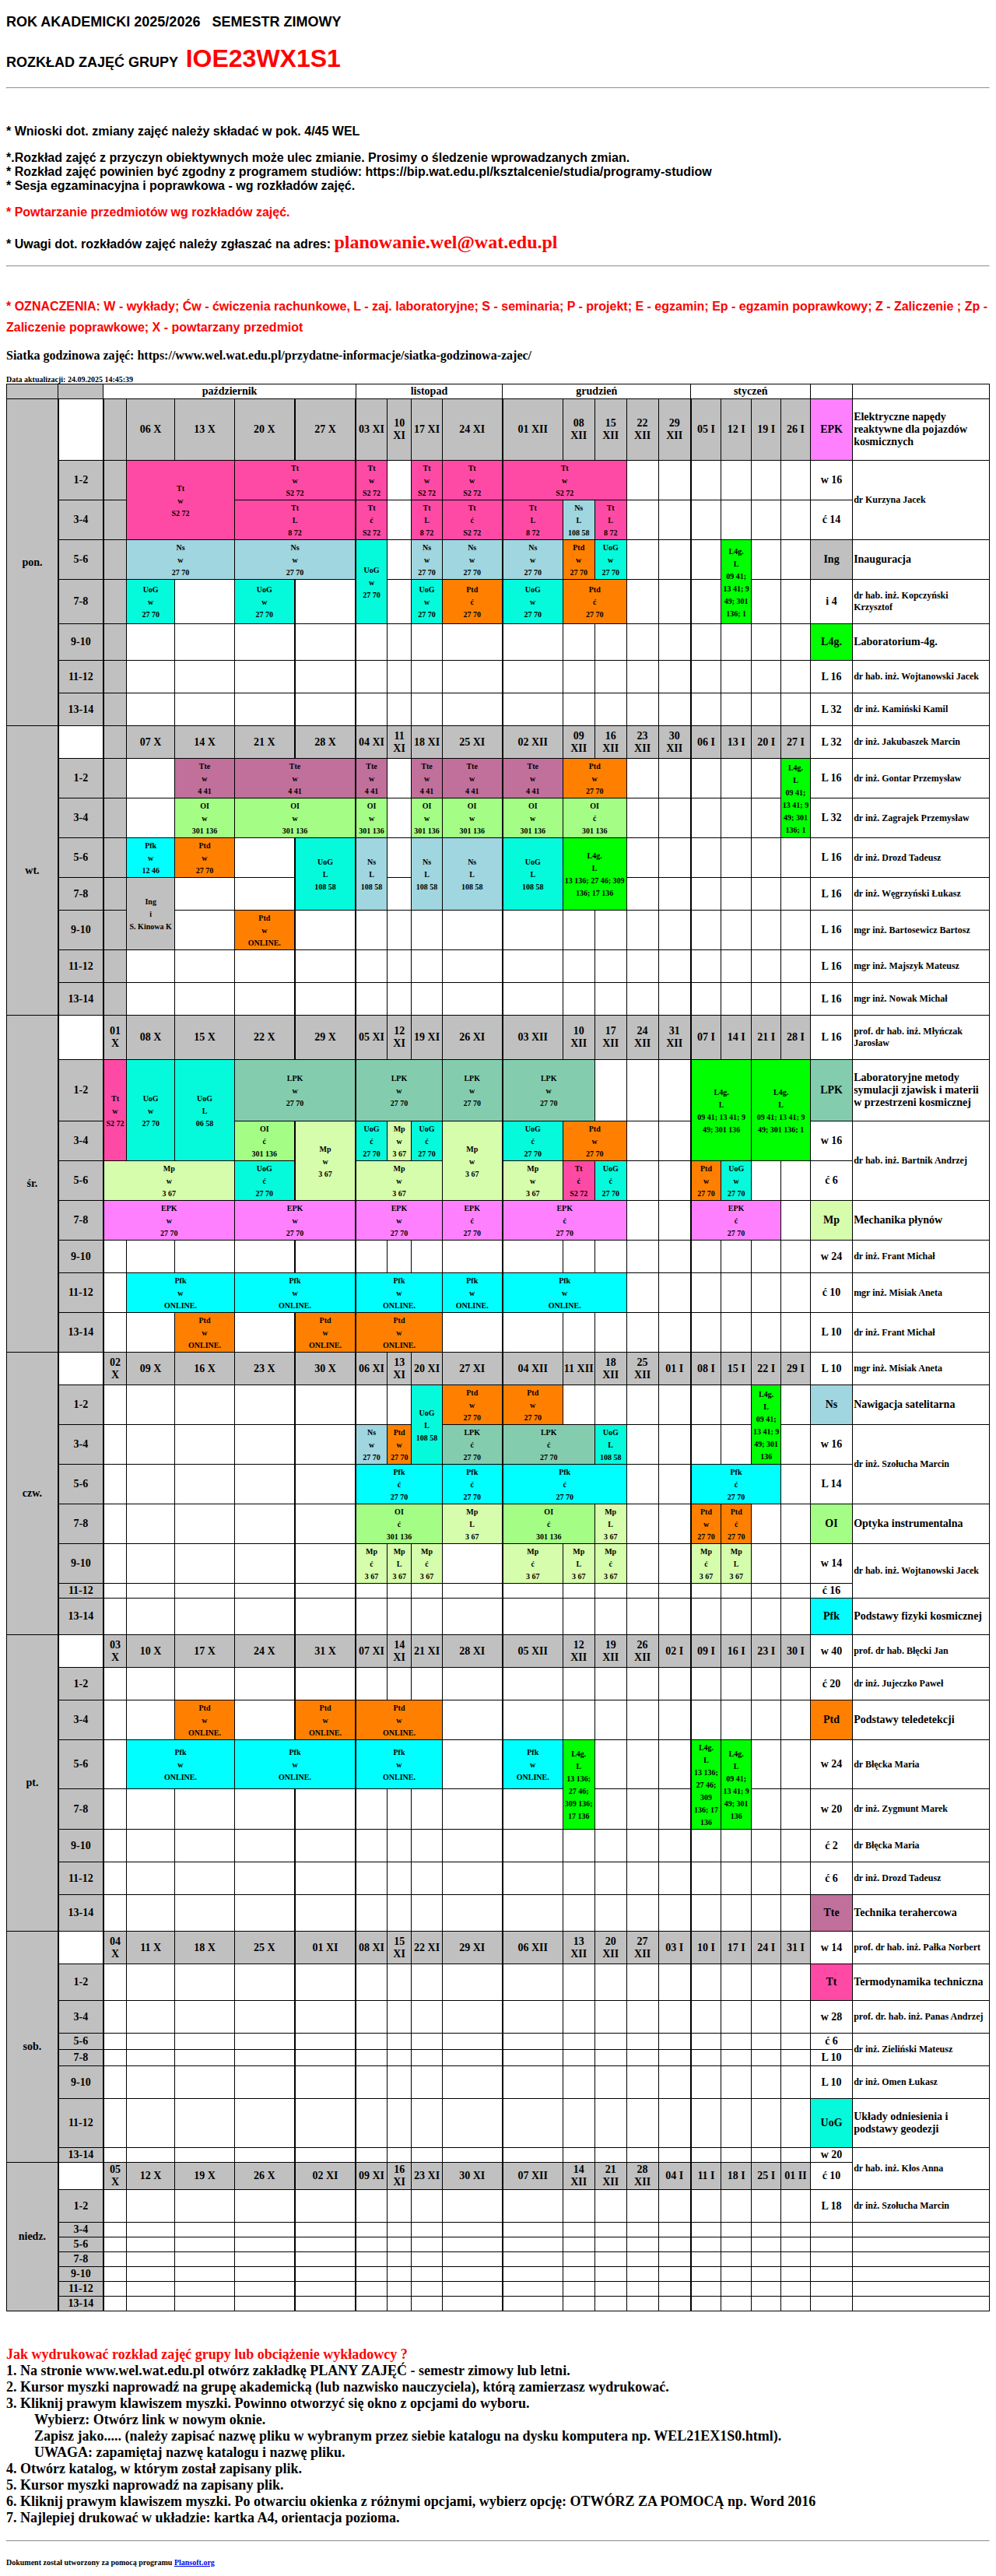 ROK AKADEMICKI 2025/2026 SEMESTR ZIMOWY
ROZKŁAD ZAJĘĆ GRUPY IOE23WX1S1
* Wnioski dot. zmiany zajęć należy składać w pok. 4/45 WEL
*.Rozkład zajęć z przyczyn obiektywnych może ulec zmianie. Prosimy o śledzenie wprowadzanych zmian.
* Rozkład zajęć powinien być zgodny z programem studiów: https://bip.wat.edu.pl/ksztalcenie/studia/programy-studiow
* Sesja egzaminacyjna i poprawkowa - wg rozkładów zajęć.
* Powtarzanie przedmiotów wg rozkładów zajęć.
* Uwagi dot. rozkładów zajęć należy zgłaszać na adres: planowanie.wel@wat.edu.pl
* OZNACZENIA: W - wykłady; Ćw - ćwiczenia rachunkowe, L - zaj. laboratoryjne; S - seminaria; P - projekt; E - egzamin; Ep - egzamin poprawkowy; Z - Zaliczenie ; Zp -
Zaliczenie poprawkowe; X - powtarzany przedmiot
Siatka godzinowa zajęć: https://www.wel.wat.edu.pl/przydatne-informacje/siatka-godzinowa-zajec/
Data aktualizacji: 24.09.2025 14:45:39
październik listopad grudzień styczeń
pon. 06 X 13 X 20 X 27 X 03 XI 10 XI 17 XI 24 XI 01 XII 08 XII 15 XII 22 XII 29 XII 05 I 12 I 19 I 26 I EPK Elektryczne napędy reaktywne dla pojazdów kosmicznych
1-2 Tt w S2 72 Tt w S2 72 Tt w S2 72 Tt w S2 72 Tt w S2 72 Tt w S2 72 w 16 dr Kurzyna Jacek
3-4 Tt L 8 72 Tt ć S2 72 Tt L 8 72 Tt ć S2 72 Tt L 8 72 Ns L 108 58 Tt L 8 72 ć 14
5-6 Ns w 27 70 Ns w 27 70 UoG w 27 70 Ns w 27 70 Ns w 27 70 Ns w 27 70 Ptd w 27 70 UoG w 27 70 L4g. L 09 41; 13 41; 9 49; 301 136; 1 Ing Inauguracja
7-8 UoG w 27 70 UoG w 27 70 UoG w 27 70 Ptd ć 27 70 UoG w 27 70 Ptd ć 27 70 i 4 dr hab. inż. Kopczyński Krzysztof
9-10 L4g. Laboratorium-4g.
11-12 L 16 dr hab. inż. Wojtanowski Jacek
13-14 L 32 dr inż. Kamiński Kamil
wt. 07 X 14 X 21 X 28 X 04 XI 11 XI 18 XI 25 XI 02 XII 09 XII 16 XII 23 XII 30 XII 06 I 13 I 20 I 27 I L 32 dr inż. Jakubaszek Marcin
1-2 Tte w 4 41 Tte w 4 41 Tte w 4 41 Tte w 4 41 Tte w 4 41 Tte w 4 41 Ptd w 27 70 L4g. L 09 41; 13 41; 9 49; 301 136; 1 L 16 dr inż. Gontar Przemysław
3-4 OI w 301 136 OI w 301 136 OI w 301 136 OI w 301 136 OI w 301 136 OI w 301 136 OI ć 301 136 L 32 dr inż. Zagrajek Przemysław
5-6 Pfk w 12 46 Ptd w 27 70 UoG L 108 58 Ns L 108 58 Ns L 108 58 Ns L 108 58 UoG L 108 58 L4g. L 13 136; 27 46; 309 136; 17 136 L 16 dr inż. Drozd Tadeusz
7-8 Ing i S. Kinowa K L 16 dr inż. Węgrzyński Łukasz
9-10 Ptd w ONLINE. L 16 mgr inż. Bartosewicz Bartosz
11-12 L 16 mgr inż. Majszyk Mateusz
13-14 L 16 mgr inż. Nowak Michał
śr. 01 X 08 X 15 X 22 X 29 X 05 XI 12 XI 19 XI 26 XI 03 XII 10 XII 17 XII 24 XII 31 XII 07 I 14 I 21 I 28 I L 16 prof. dr hab. inż. Młyńczak Jarosław
1-2 Tt w S2 72 UoG w 27 70 UoG L 06 58 LPK w 27 70 LPK w 27 70 LPK w 27 70 LPK w 27 70 L4g. L 09 41; 13 41; 9 49; 301 136 L4g. L 09 41; 13 41; 9 49; 301 136; 1 LPK Laboratoryjne metody symulacji zjawisk i materii w przestrzeni kosmicznej
3-4 OI ć 301 136 Mp w 3 67 UoG ć 27 70 Mp w 3 67 UoG ć 27 70 Mp w 3 67 UoG ć 27 70 Ptd w 27 70 w 16 dr hab. inż. Bartnik Andrzej
5-6 Mp w 3 67 UoG ć 27 70 Mp w 3 67 Mp w 3 67 Tt ć S2 72 UoG ć 27 70 Ptd w 27 70 UoG w 27 70 ć 6
7-8 EPK w 27 70 EPK w 27 70 EPK w 27 70 EPK ć 27 70 EPK ć 27 70 EPK ć 27 70 Mp Mechanika płynów
9-10 w 24 dr inż. Frant Michał
11-12 Pfk w ONLINE. Pfk w ONLINE. Pfk w ONLINE. Pfk w ONLINE. Pfk w ONLINE. ć 10 mgr inż. Misiak Aneta
13-14 Ptd w ONLINE. Ptd w ONLINE. Ptd w ONLINE. L 10 dr inż. Frant Michał
czw. 02 X 09 X 16 X 23 X 30 X 06 XI 13 XI 20 XI 27 XI 04 XII 11 XII 18 XII 25 XII 01 I 08 I 15 I 22 I 29 I L 10 mgr inż. Misiak Aneta
1-2 UoG L 108 58 Ptd w 27 70 Ptd w 27 70 L4g. L 09 41; 13 41; 9 49; 301 136 Ns Nawigacja satelitarna
3-4 Ns w 27 70 Ptd w 27 70 LPK ć 27 70 LPK ć 27 70 UoG L 108 58 w 16 dr inż. Szołucha Marcin
5-6 Pfk ć 27 70 Pfk ć 27 70 Pfk ć 27 70 Pfk ć 27 70 L 14
7-8 OI ć 301 136 Mp L 3 67 OI ć 301 136 Mp L 3 67 Ptd w 27 70 Ptd ć 27 70 OI Optyka instrumentalna
9-10 Mp ć 3 67 Mp L 3 67 Mp ć 3 67 Mp ć 3 67 Mp L 3 67 Mp ć 3 67 Mp ć 3 67 Mp L 3 67 w 14 dr hab. inż. Wojtanowski Jacek
11-12 ć 16
13-14 Pfk Podstawy fizyki kosmicznej
pt. 03 X 10 X 17 X 24 X 31 X 07 XI 14 XI 21 XI 28 XI 05 XII 12 XII 19 XII 26 XII 02 I 09 I 16 I 23 I 30 I w 40 prof. dr hab. Błęcki Jan
1-2 ć 20 dr inż. Jujeczko Paweł
3-4 Ptd w ONLINE. Ptd w ONLINE. Ptd w ONLINE. Ptd Podstawy teledetekcji
5-6 Pfk w ONLINE. Pfk w ONLINE. Pfk w ONLINE. Pfk w ONLINE. L4g. L 13 136; 27 46; 309 136; 17 136 L4g. L 13 136; 27 46; 309 136; 17 136 L4g. L 09 41; 13 41; 9 49; 301 136 w 24 dr Błęcka Maria
7-8 w 20 dr inż. Zygmunt Marek
9-10 ć 2 dr Błęcka Maria
11-12 ć 6 dr inż. Drozd Tadeusz
13-14 Tte Technika terahercowa
sob. 04 X 11 X 18 X 25 X 01 XI 08 XI 15 XI 22 XI 29 XI 06 XII 13 XII 20 XII 27 XII 03 I 10 I 17 I 24 I 31 I w 14 prof. dr hab. inż. Pałka Norbert
1-2 Tt Termodynamika techniczna
3-4 w 28 prof. dr. hab. inż. Panas Andrzej
5-6 ć 6 dr inż. Zieliński Mateusz
7-8 L 10
9-10 L 10 dr inż. Omen Łukasz
11-12 UoG Układy odniesienia i podstawy geodezji
13-14 w 20 dr hab. inż. Kłos Anna
niedz. 05 X 12 X 19 X 26 X 02 XI 09 XI 16 XI 23 XI 30 XI 07 XII 14 XII 21 XII 28 XII 04 I 11 I 18 I 25 I 01 II ć 10
1-2 L 18 dr inż. Szołucha Marcin
3-4
5-6
7-8
9-10
11-12
13-14
Jak wydrukować rozkład zajęć grupy lub obciążenie wykładowcy ?
1. Na stronie www.wel.wat.edu.pl otwórz zakładkę PLANY ZAJĘĆ - semestr zimowy lub letni.
2. Kursor myszki naprowadź na grupę akademicką (lub nazwisko nauczyciela), którą zamierzasz wydrukować.
3. Kliknij prawym klawiszem myszki. Powinno otworzyć się okno z opcjami do wyboru.
Wybierz: Otwórz link w nowym oknie.
Zapisz jako..... (należy zapisać nazwę pliku w wybranym przez siebie katalogu na dysku komputera np. WEL21EX1S0.html).
UWAGA: zapamiętaj nazwę katalogu i nazwę pliku.
4. Otwórz katalog, w którym został zapisany plik.
5. Kursor myszki naprowadź na zapisany plik.
6. Kliknij prawym klawiszem myszki. Po otwarciu okienka z różnymi opcjami, wybierz opcję: OTWÓRZ ZA POMOCĄ np. Word 2016
7. Najlepiej drukować w układzie: kartka A4, orientacja pozioma.
Dokument został utworzony za pomocą programu Plansoft.org